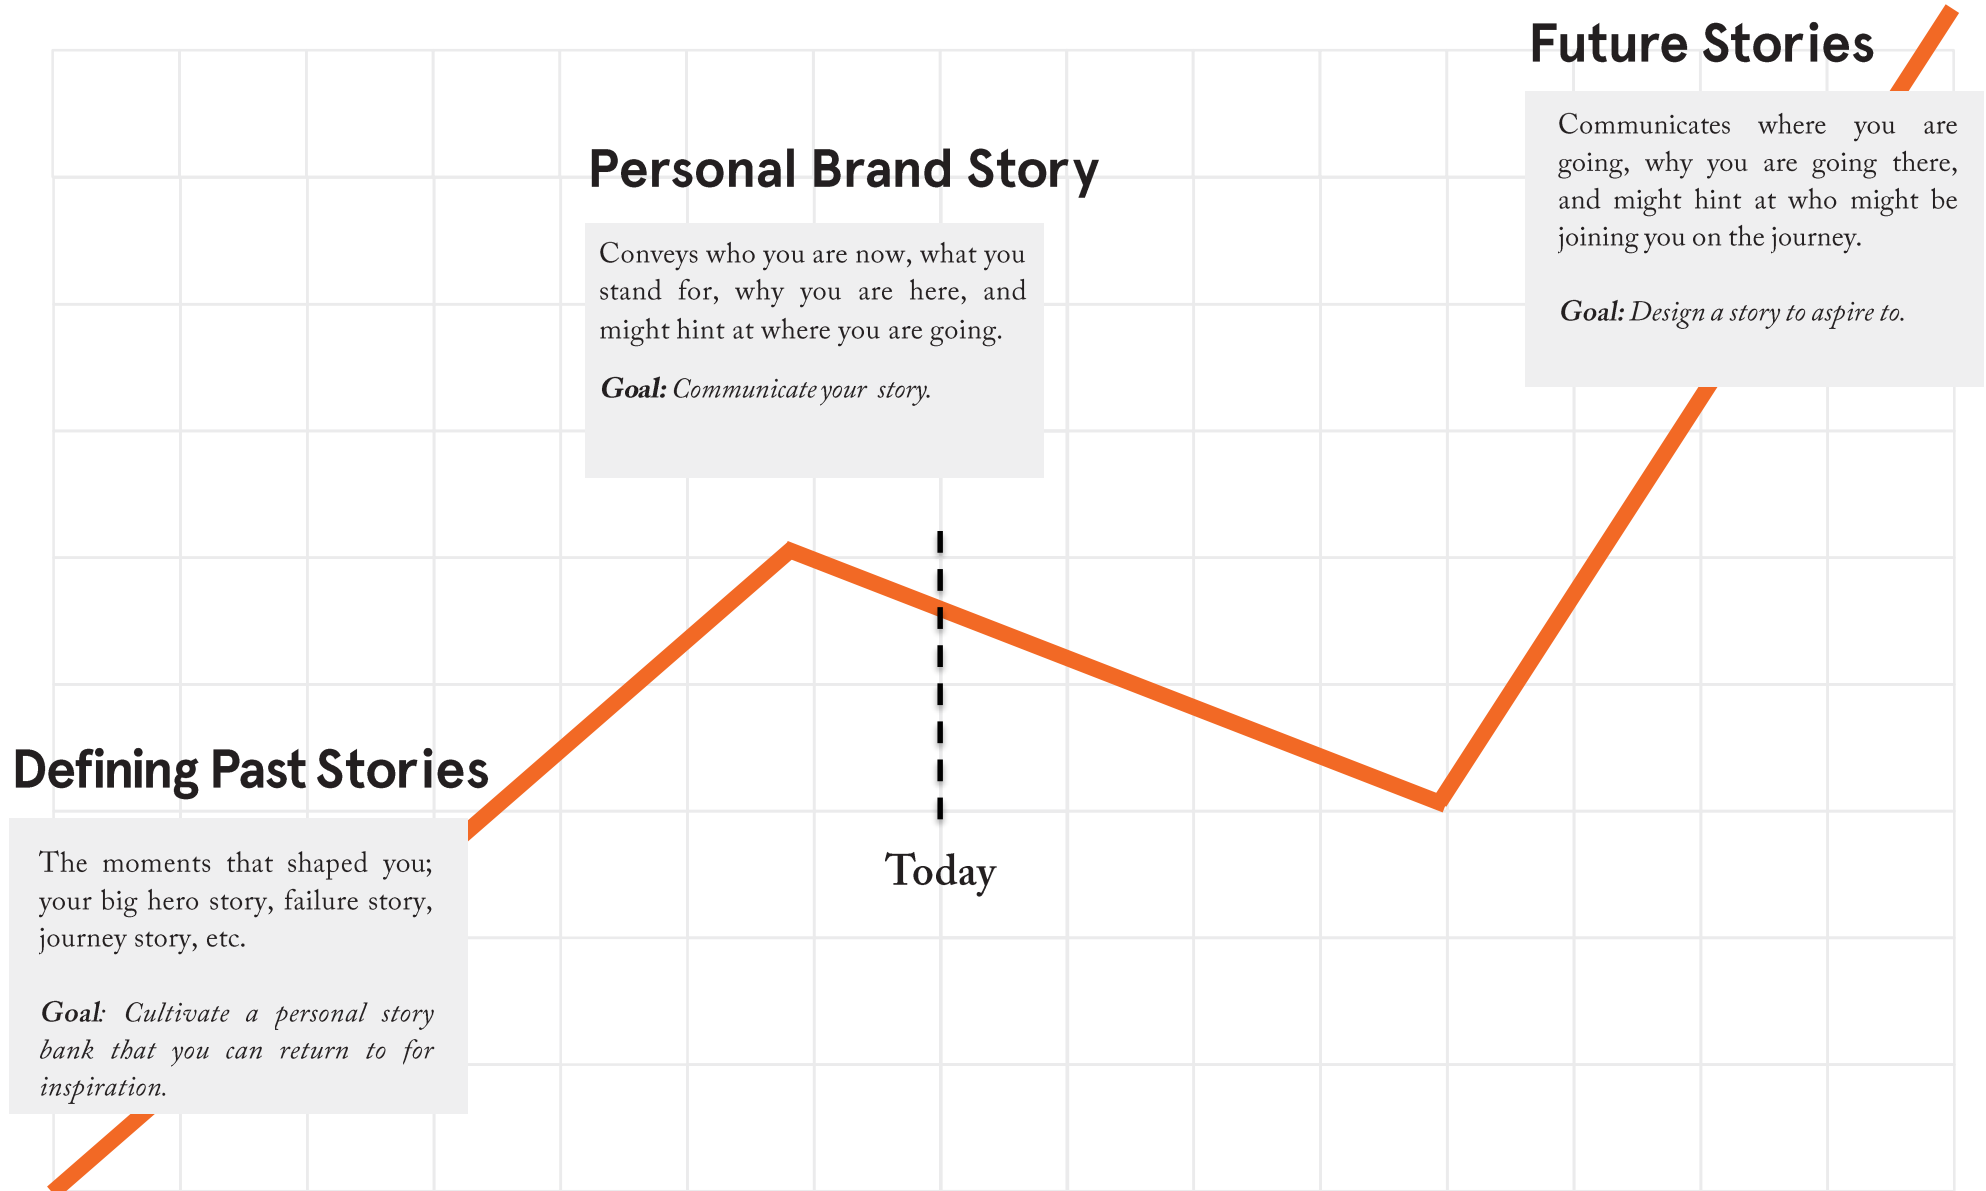 Future Stories
Communicates where you are
going, why you are going there,
and might hint at who might be
joining you on the journey.
Goal: Design a story to aspire to.
Personal Brand Story
Conveys who you are now, what you
stand for, why you are here, and
might hint at where you are going.
Goal: Communicate your story.
Defining Past Stories
The moments that shaped you;
your big hero story, failure story,
journey story, etc.
Goal: Cultivate a personal story
bank that you can return to for
inspiration.
Today